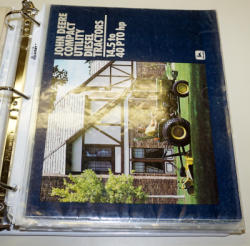 JOHN DEERE
COMPACT
UTILITY
DIESEL
TRACTORS
14.5 to
40 PTO hp